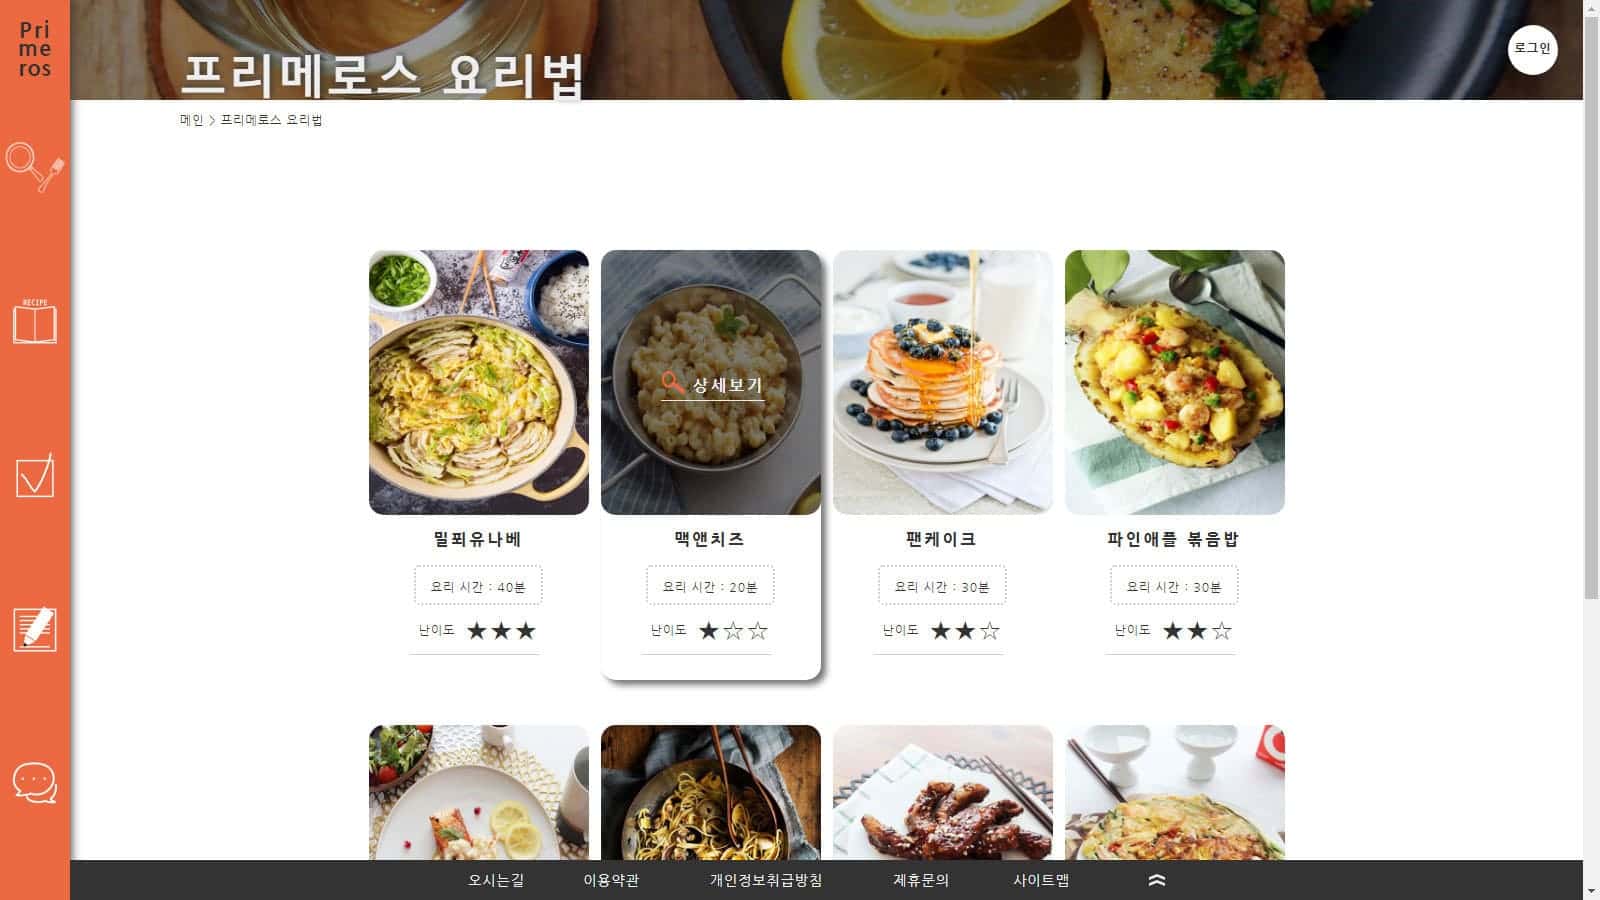 Pri
me
ros
프리메로스 요리법
로그인
메인 > 프리메로스 요리법
RECIPE
상세보기
밀푀유나베
맥앤치즈
팬케이크
파인애플 볶음밥
요리 시간 : 40분
요리 시간 : 20분
요리 시간 : 30분
요리 시간 : 30분
난이도 ★★★
난이도 ★☆☆
난이도 ★★☆
난이도 ★★☆
오시는길
이용약관
개인정보취급방침
제휴문의
사이트맵